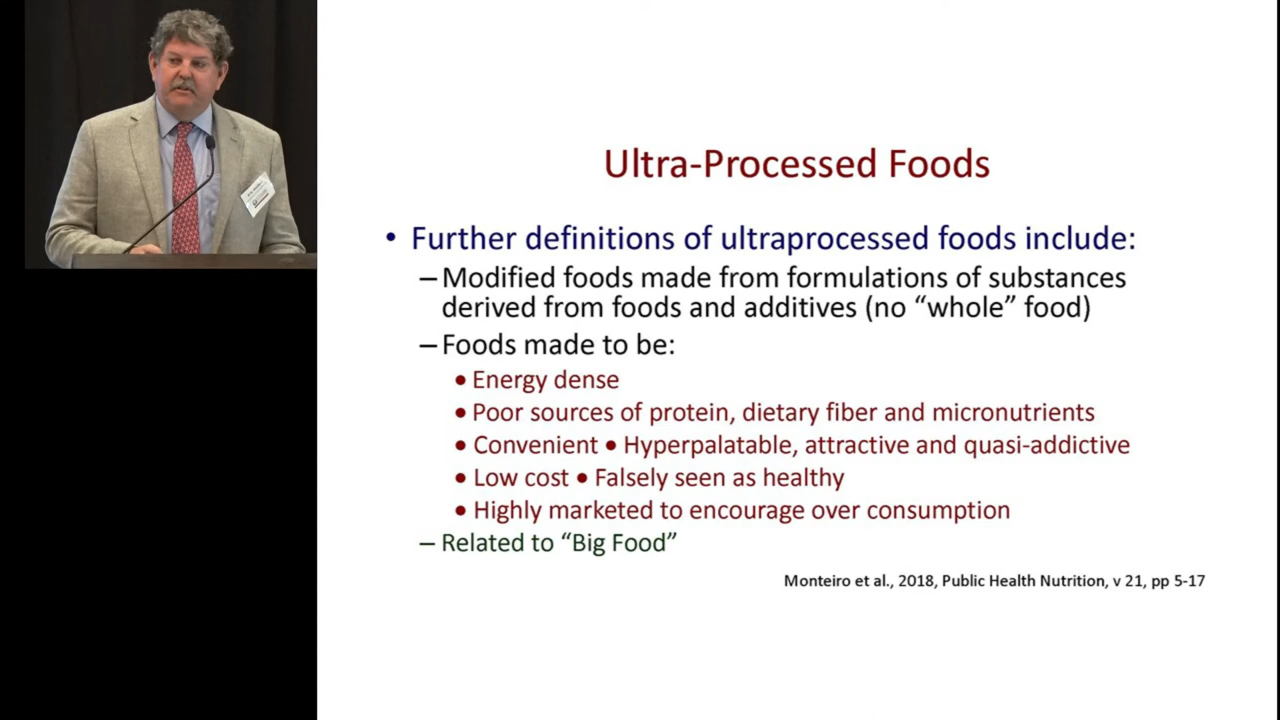 Ultra-Processed Foods
• Further definitions of ultraprocessed foods include:
– Modified foods made from formulations of substances
derived from foods and additives (no “whole” food)
– Foods made to be:
• Energy dense
• Poor sources of protein, dietary fiber and micronutrients
• Convenient • Hyperpalatable, attractive and quasi-addictive
• Low cost • Falsely seen as healthy
• Highly marketed to encourage over consumption
– Related to “Big Food”
Monteiro et al., 2018, Public Health Nutrition, v 21, pp 5-17